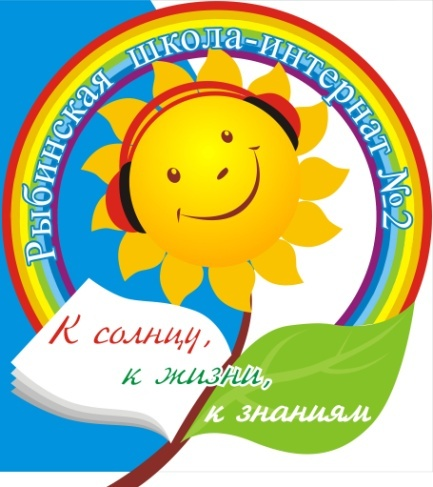 Рыбинская школа-интернат №2
К солнцу,
к жизни,
к знаниям